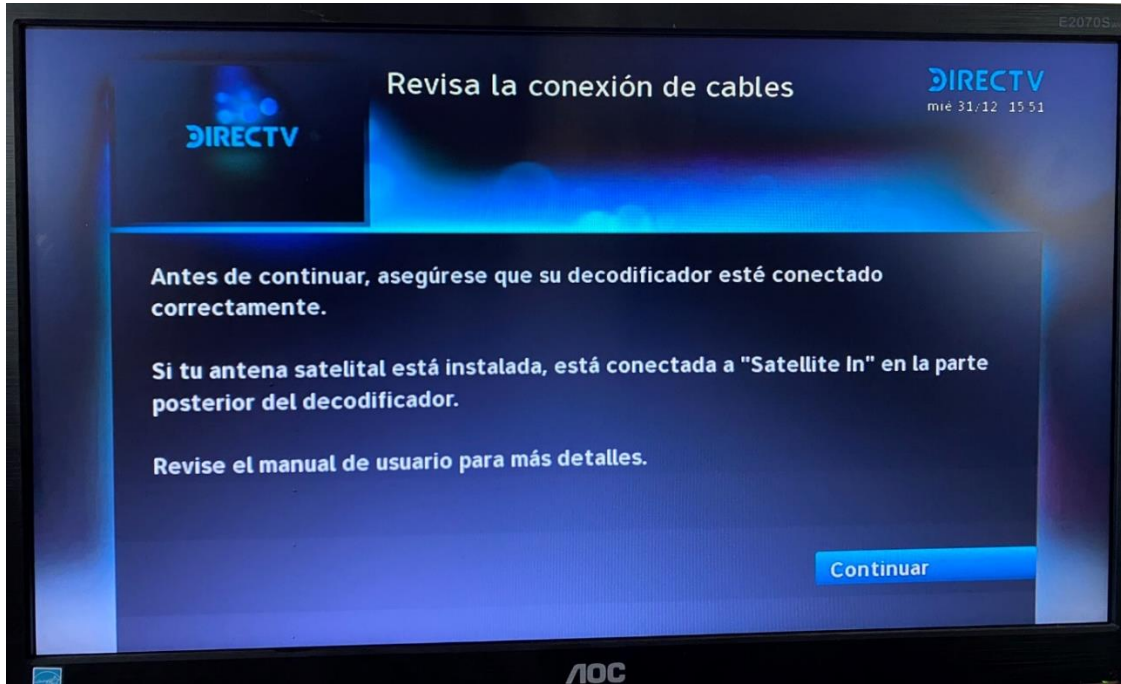 E2070S
Revisa la conexión de cables
DIRECTV
mié 31/12 15 51
DIRECTV
Antes de continuar, asegúrese que su decodificador esté conectado
correctamente.
Si tu antena satelital está instalada, está conectada a "Satellite In" en la parte
posterior del decodificador.
Revise el manual de usuario para más detalles.
Continuar
AOC